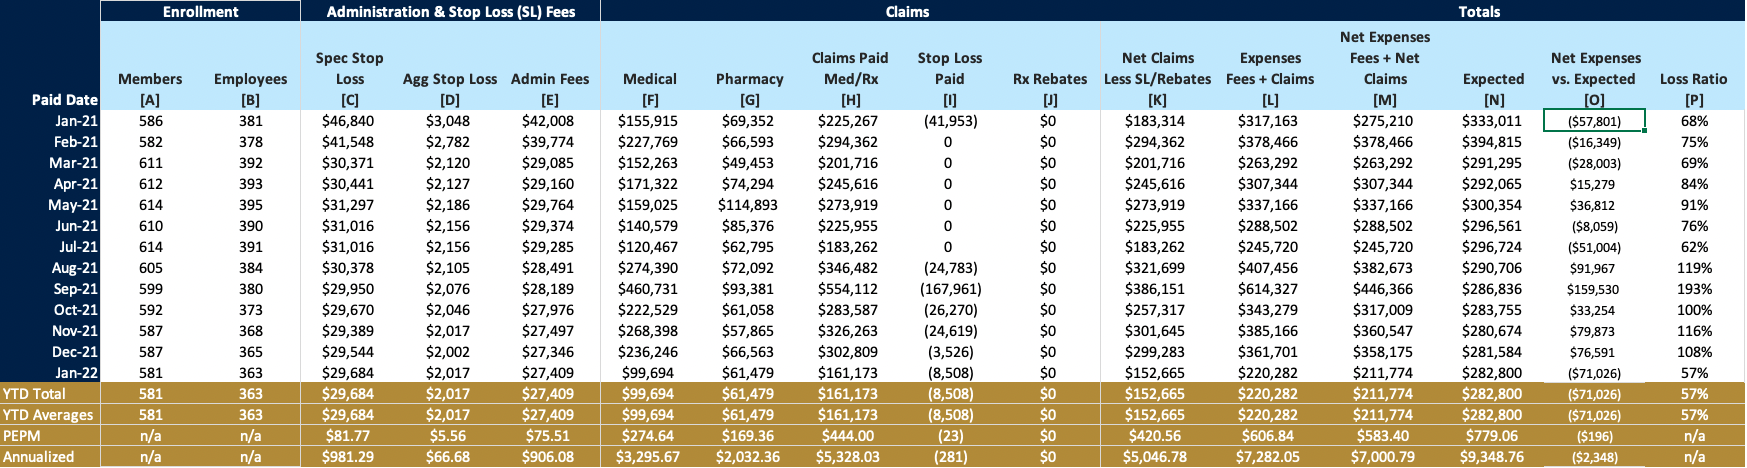 Enrollment Administration & Stop Loss (SL) Fees Claims Totals
Net Expenses
Spec Stop Claims Paid Stop Loss Net Claims Expenses Fees + Net Net Expenses
Members Employees Loss Agg Stop Loss Admin Fees Medical Pharmacy Med/Rx Paid Rx Rebates Less SL/Rebates Fees + Claims Claims Expected vs. Expected Loss Ratio
Paid Date [A] [B] [C] [D] [E] [F] [G] [H] [I] [J] [K] [L] [M] [N] [O] [P]
Jan-21 586 381 $46,840 $3,048 $42,008 $155,915 $69,352 $225,267 (41,953) $0 $183,314 $317,163 $275,210 $333,011 ($57,801) 68%
Feb-21 582 378 $41,548 $2,782 $39,774 $227,769 $66,593 $294,362 0 $0 $294,362 $378,466 $378,466 $394,815 ($16,349) 75%
Mar-21 611 392 $30,371 $2,120 $29,085 $152,263 $49,453 $201,716 0 $0 $201,716 $263,292 $263,292 $291,295 ($28,003) 69%
Apr-21 612 393 $30,441 $2,127 $29,160 $171,322 $74,294 $245,616 0 $0 $245,616 $307,344 $307,344 $292,065 $15,279 84%
May-21 614 395 $31,297 $2,186 $29,764 $159,025 $114,893 $273,919 0 $0 $273,919 $337,166 $337,166 $300,354 $36,812 91%
Jun-21 610 390 $31,016 $2,156 $29,374 $140,579 $85,376 $225,955 0 $0 $225,955 $288,502 $288,502 $296,561 ($8,059) 76%
Jul-21 614 391 $31,016 $2,156 $29,285 $120,467 $62,795 $183,262 0 $0 $183,262 $245,720 $245,720 $296,724 ($51,004) 62%
Aug-21 605 384 $30,378 $2,105 $28,491 $274,390 $72,092 $346,482 (24,783) $0 $321,699 $407,456 $382,673 $290,706 $91,967 119%
Sep-21 599 380 $29,950 $2,076 $28,189 $460,731 $93,381 $554,112 (167,961) $0 $386,151 $614,327 $446,366 $286,836 $159,530 193%
Oct-21 592 373 $29,670 $2,046 $27,976 $222,529 $61,058 $283,587 (26,270) $0 $257,317 $343,279 $317,009 $283,755 $33,254 100%
Nov-21 587 368 $29,389 $2,017 $27,497 $268,398 $57,865 $326,263 (24,619) $0 $301,645 $385,166 $360,547 $280,674 $79,873 116%
Dec-21 587 365 $29,544 $2,002 $27,346 $236,246 $66,563 $302,809 (3,526) $0 $299,283 $361,701 $358,175 $281,584 $76,591 108%
Jan-22 581 363 $29,684 $2,017 $27,409 $99,694 $61,479 $161,173 (8,508) $0 $152,665 $220,282 $211,774 $282,800 ($71,026) 57%
YTD Total 581 363 $29,684 $2,017 $27,409 $99,694 $61,479 $161,173 (8,508) $0 $152,665 $220,282 $211,774 $282,800 ($71,026) 57%
YTD Averages 581 363 $29,684 $2,017 $27,409 $99,694 $61,479 $161,173 (8,508) $0 $152,665 $220,282 $211,774 $282,800 ($71,026) 57%
PEPM n/a n/a $81.77 $5.56 $75.51 $274.64 $169.36 $444.00 (23) $0 $420.56 $606.84 $583.40 $779.06 ($196) n/a
Annualized n/a n/a $981.29 $66.68 $906.08 $3,295.67 $2,032.36 $5,328.03 (281) $0 $5,046.78 $7,282.05 $7,000.79 $9,348.76 ($2,348) n/a